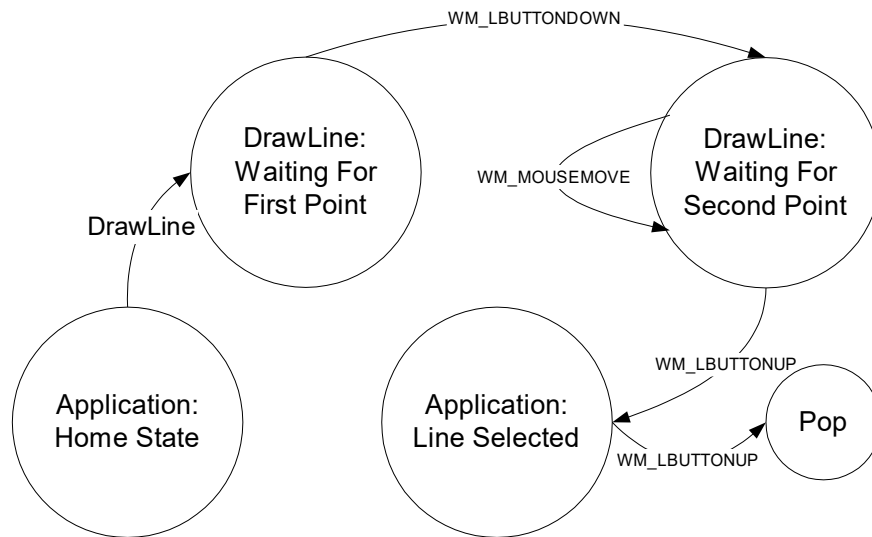 WM_LBUTTONDOWN
DrawLine:
Waiting For
First Point
DrawLine:
Waiting For
Second Point
WM_MOUSEMOVE
DrawLine
WM_LBUTTONUP
Application:
Home State
Application:
Line Selected
Pop
WM_LBUTTONUP